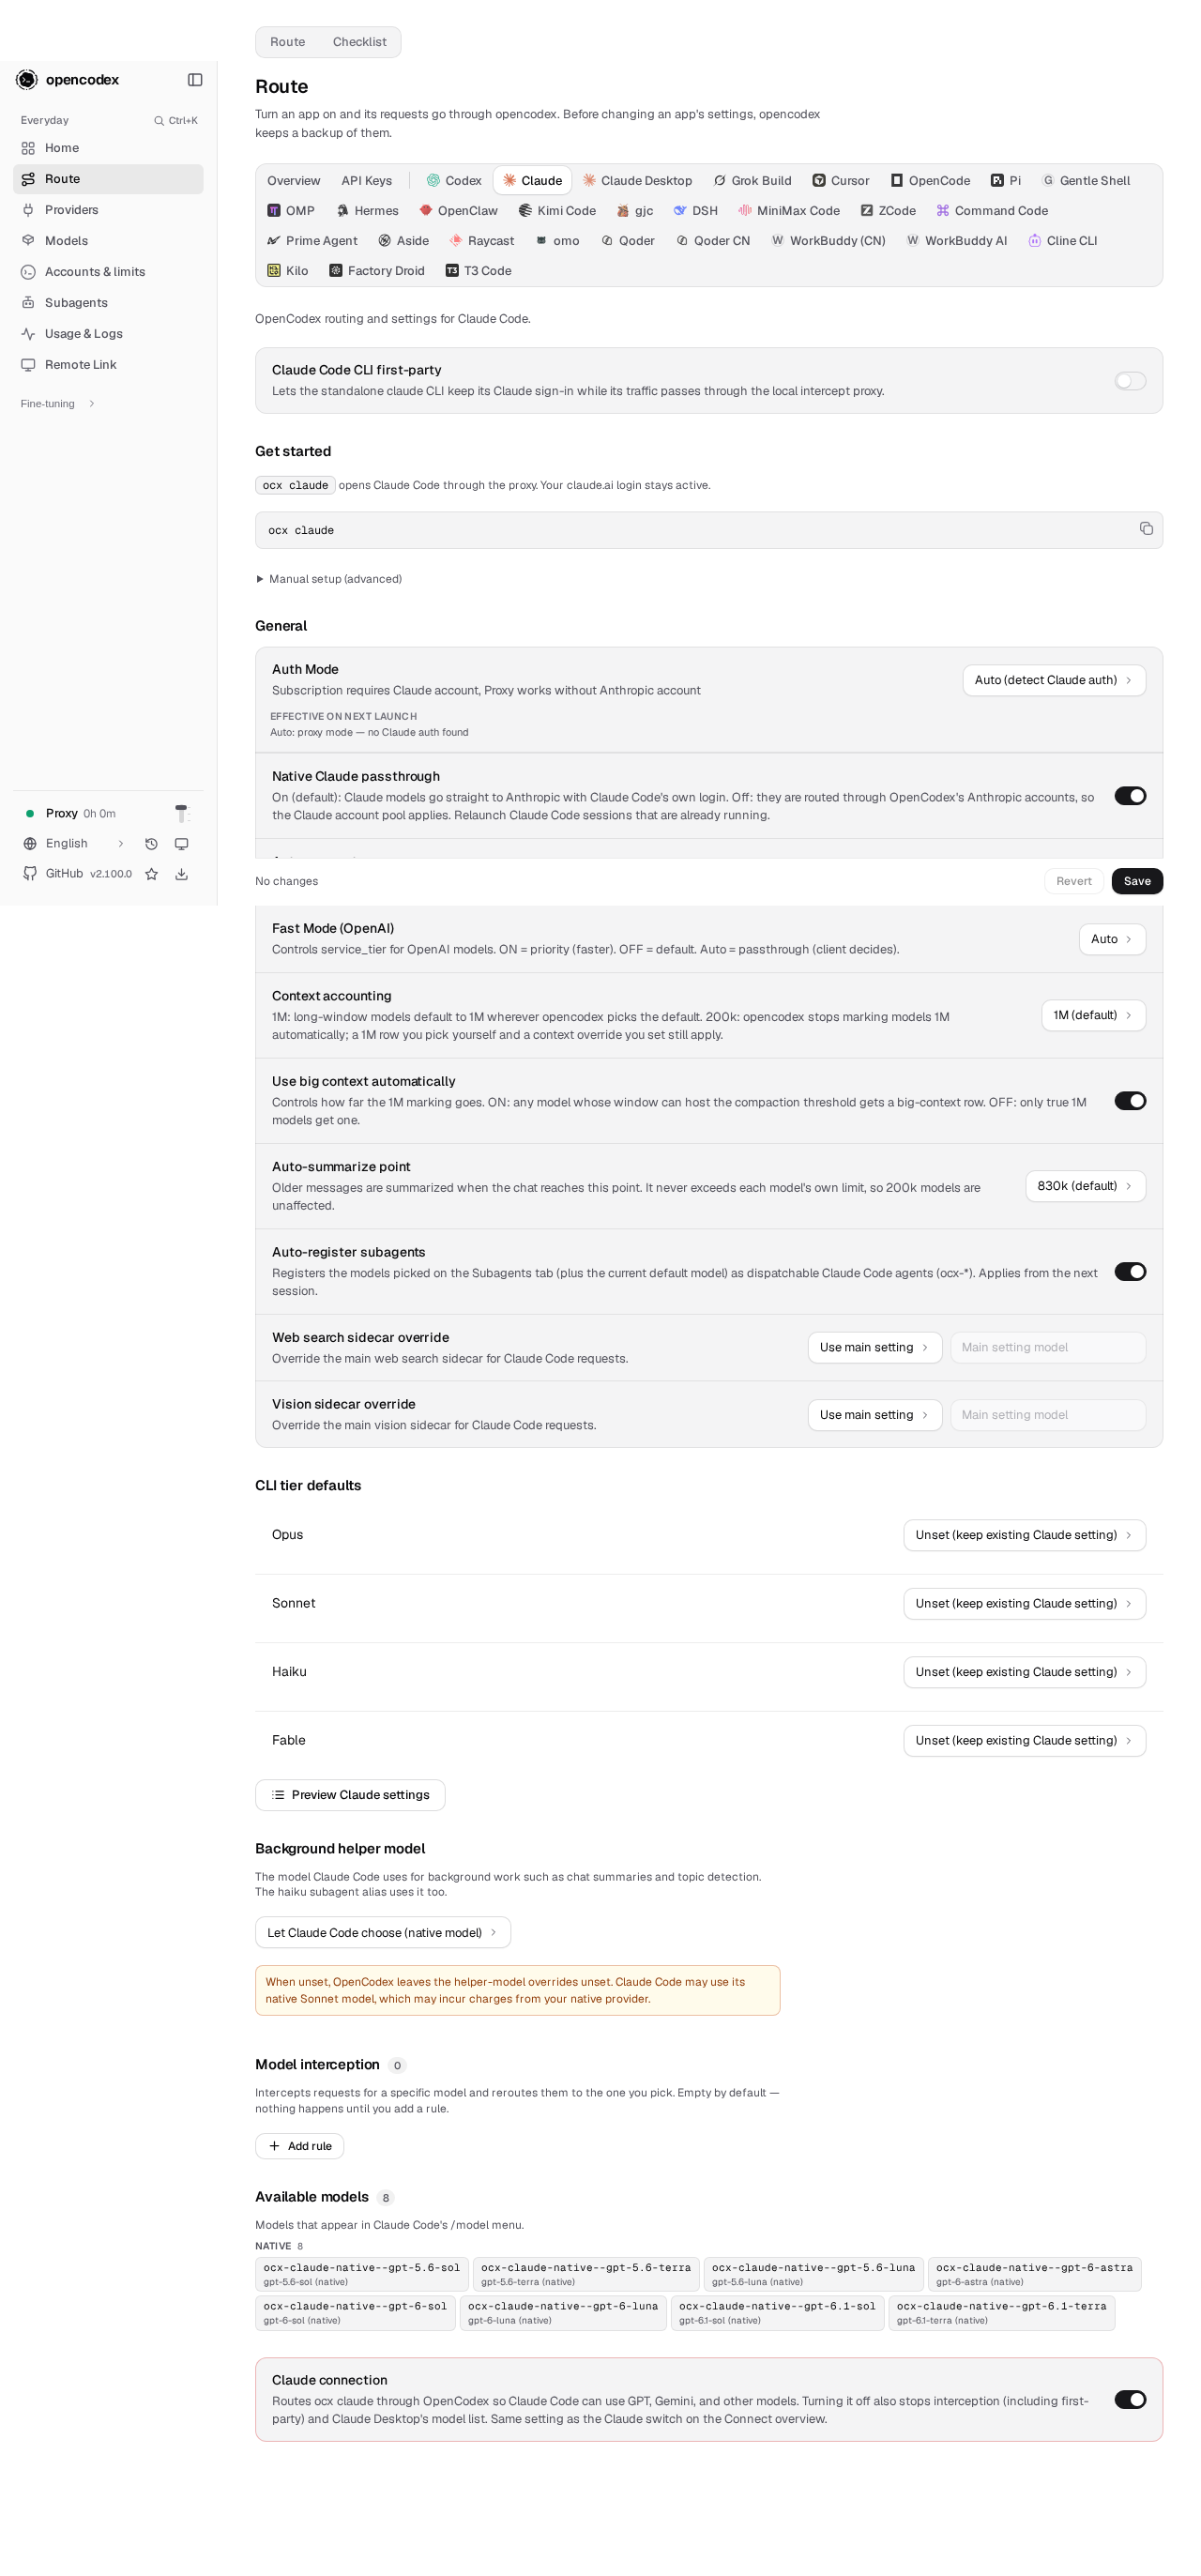 Route Checklist
opencodex
Everyday Ctrl+K
Home
Route
Providers
Models
Accounts & limits
Subagents
Usage & Logs
Remote Link
Fine-tuning
Proxy 0h 0m
English
GitHub v2.100.0
Route
Turn an app on and its requests go through opencodex. Before changing an app's settings, opencodex
keeps a backup of them.
Overview API Keys Codex Claude Claude Desktop Grok Build Cursor OpenCode Pi Gentle Shell
OMP Hermes OpenClaw Kimi Code gjc DSH MiniMax Code ZCode Command Code
Prime Agent Aside Raycast omo Qoder Qoder CN WorkBuddy (CN) WorkBuddy AI Cline CLI
Kilo Factory Droid T3 Code
OpenCodex routing and settings for Claude Code.
Claude Code CLI first-party
Lets the standalone claude CLI keep its Claude sign-in while its traffic passes through the local intercept proxy.
Get started
ocx claude opens Claude Code through the proxy. Your claude.ai login stays active.
ocx claude
Manual setup (advanced)
General
Auth Mode
Subscription requires Claude account, Proxy works without Anthropic account
Auto (detect Claude auth)
EFFECTIVE ON NEXT LAUNCH
Auto: proxy mode — no Claude auth found
Native Claude passthrough
On (default): Claude models go straight to Anthropic with Claude Code's own login. Off: they are routed through OpenCodex's Anthropic accounts, so
the Claude account pool applies. Relaunch Claude Code sessions that are already running.
No changes Revert Save
Fast Mode (OpenAI)
Controls service_tier for OpenAI models. ON = priority (faster). OFF = default. Auto = passthrough (client decides).
Auto
Context accounting
1M: long-window models default to 1M wherever opencodex picks the default. 200k: opencodex stops marking models 1M
automatically; a 1M row you pick yourself and a context override you set still apply.
1M (default)
Use big context automatically
Controls how far the 1M marking goes. ON: any model whose window can host the compaction threshold gets a big-context row. OFF: only true 1M
models get one.
Auto-summarize point
Older messages are summarized when the chat reaches this point. It never exceeds each model's own limit, so 200k models are
unaffected.
830k (default)
Auto-register subagents
Registers the models picked on the Subagents tab (plus the current default model) as dispatchable Claude Code agents (ocx-*). Applies from the next
session.
Web search sidecar override
Override the main web search sidecar for Claude Code requests.
Use main setting Main setting model
Vision sidecar override
Override the main vision sidecar for Claude Code requests.
Use main setting Main setting model
CLI tier defaults
Opus Unset (keep existing Claude setting)
Sonnet Unset (keep existing Claude setting)
Haiku Unset (keep existing Claude setting)
Fable Unset (keep existing Claude setting)
Preview Claude settings
Background helper model
The model Claude Code uses for background work such as chat summaries and topic detection.
The haiku subagent alias uses it too.
Let Claude Code choose (native model)
When unset, OpenCodex leaves the helper-model overrides unset. Claude Code may use its
native Sonnet model, which may incur charges from your native provider.
Model interception 0
Intercepts requests for a specific model and reroutes them to the one you pick. Empty by default —
nothing happens until you add a rule.
Add rule
Available models 8
Models that appear in Claude Code's /model menu.
NATIVE 8
ocx-claude-native--gpt-5.6-sol ocx-claude-native--gpt-5.6-terra ocx-claude-native--gpt-5.6-luna ocx-claude-native--gpt-6-astra
gpt-5.6-sol (native) gpt-5.6-terra (native) gpt-5.6-luna (native) gpt-6-astra (native)
ocx-claude-native--gpt-6-sol ocx-claude-native--gpt-6-luna ocx-claude-native--gpt-6.1-sol ocx-claude-native--gpt-6.1-terra
gpt-6-sol (native) gpt-6-luna (native) gpt-6.1-sol (native) gpt-6.1-terra (native)
Claude connection
Routes ocx claude through OpenCodex so Claude Code can use GPT, Gemini, and other models. Turning it off also stops interception (including first-
party) and Claude Desktop's model list. Same setting as the Claude switch on the Connect overview.